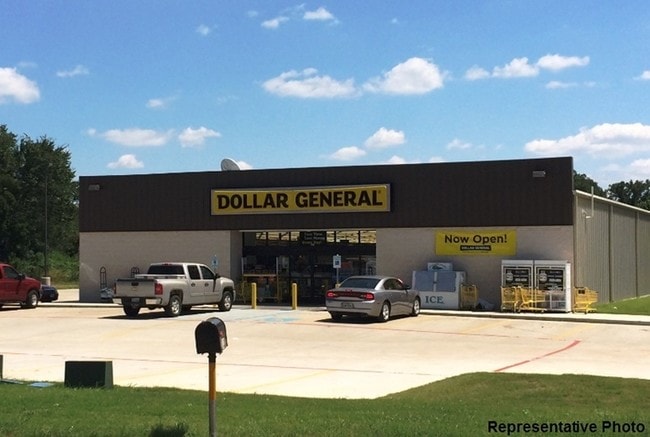 DOLLAR GENERAL
Now Open!
DOLLAR GENERAL
ICE
Representative Photo